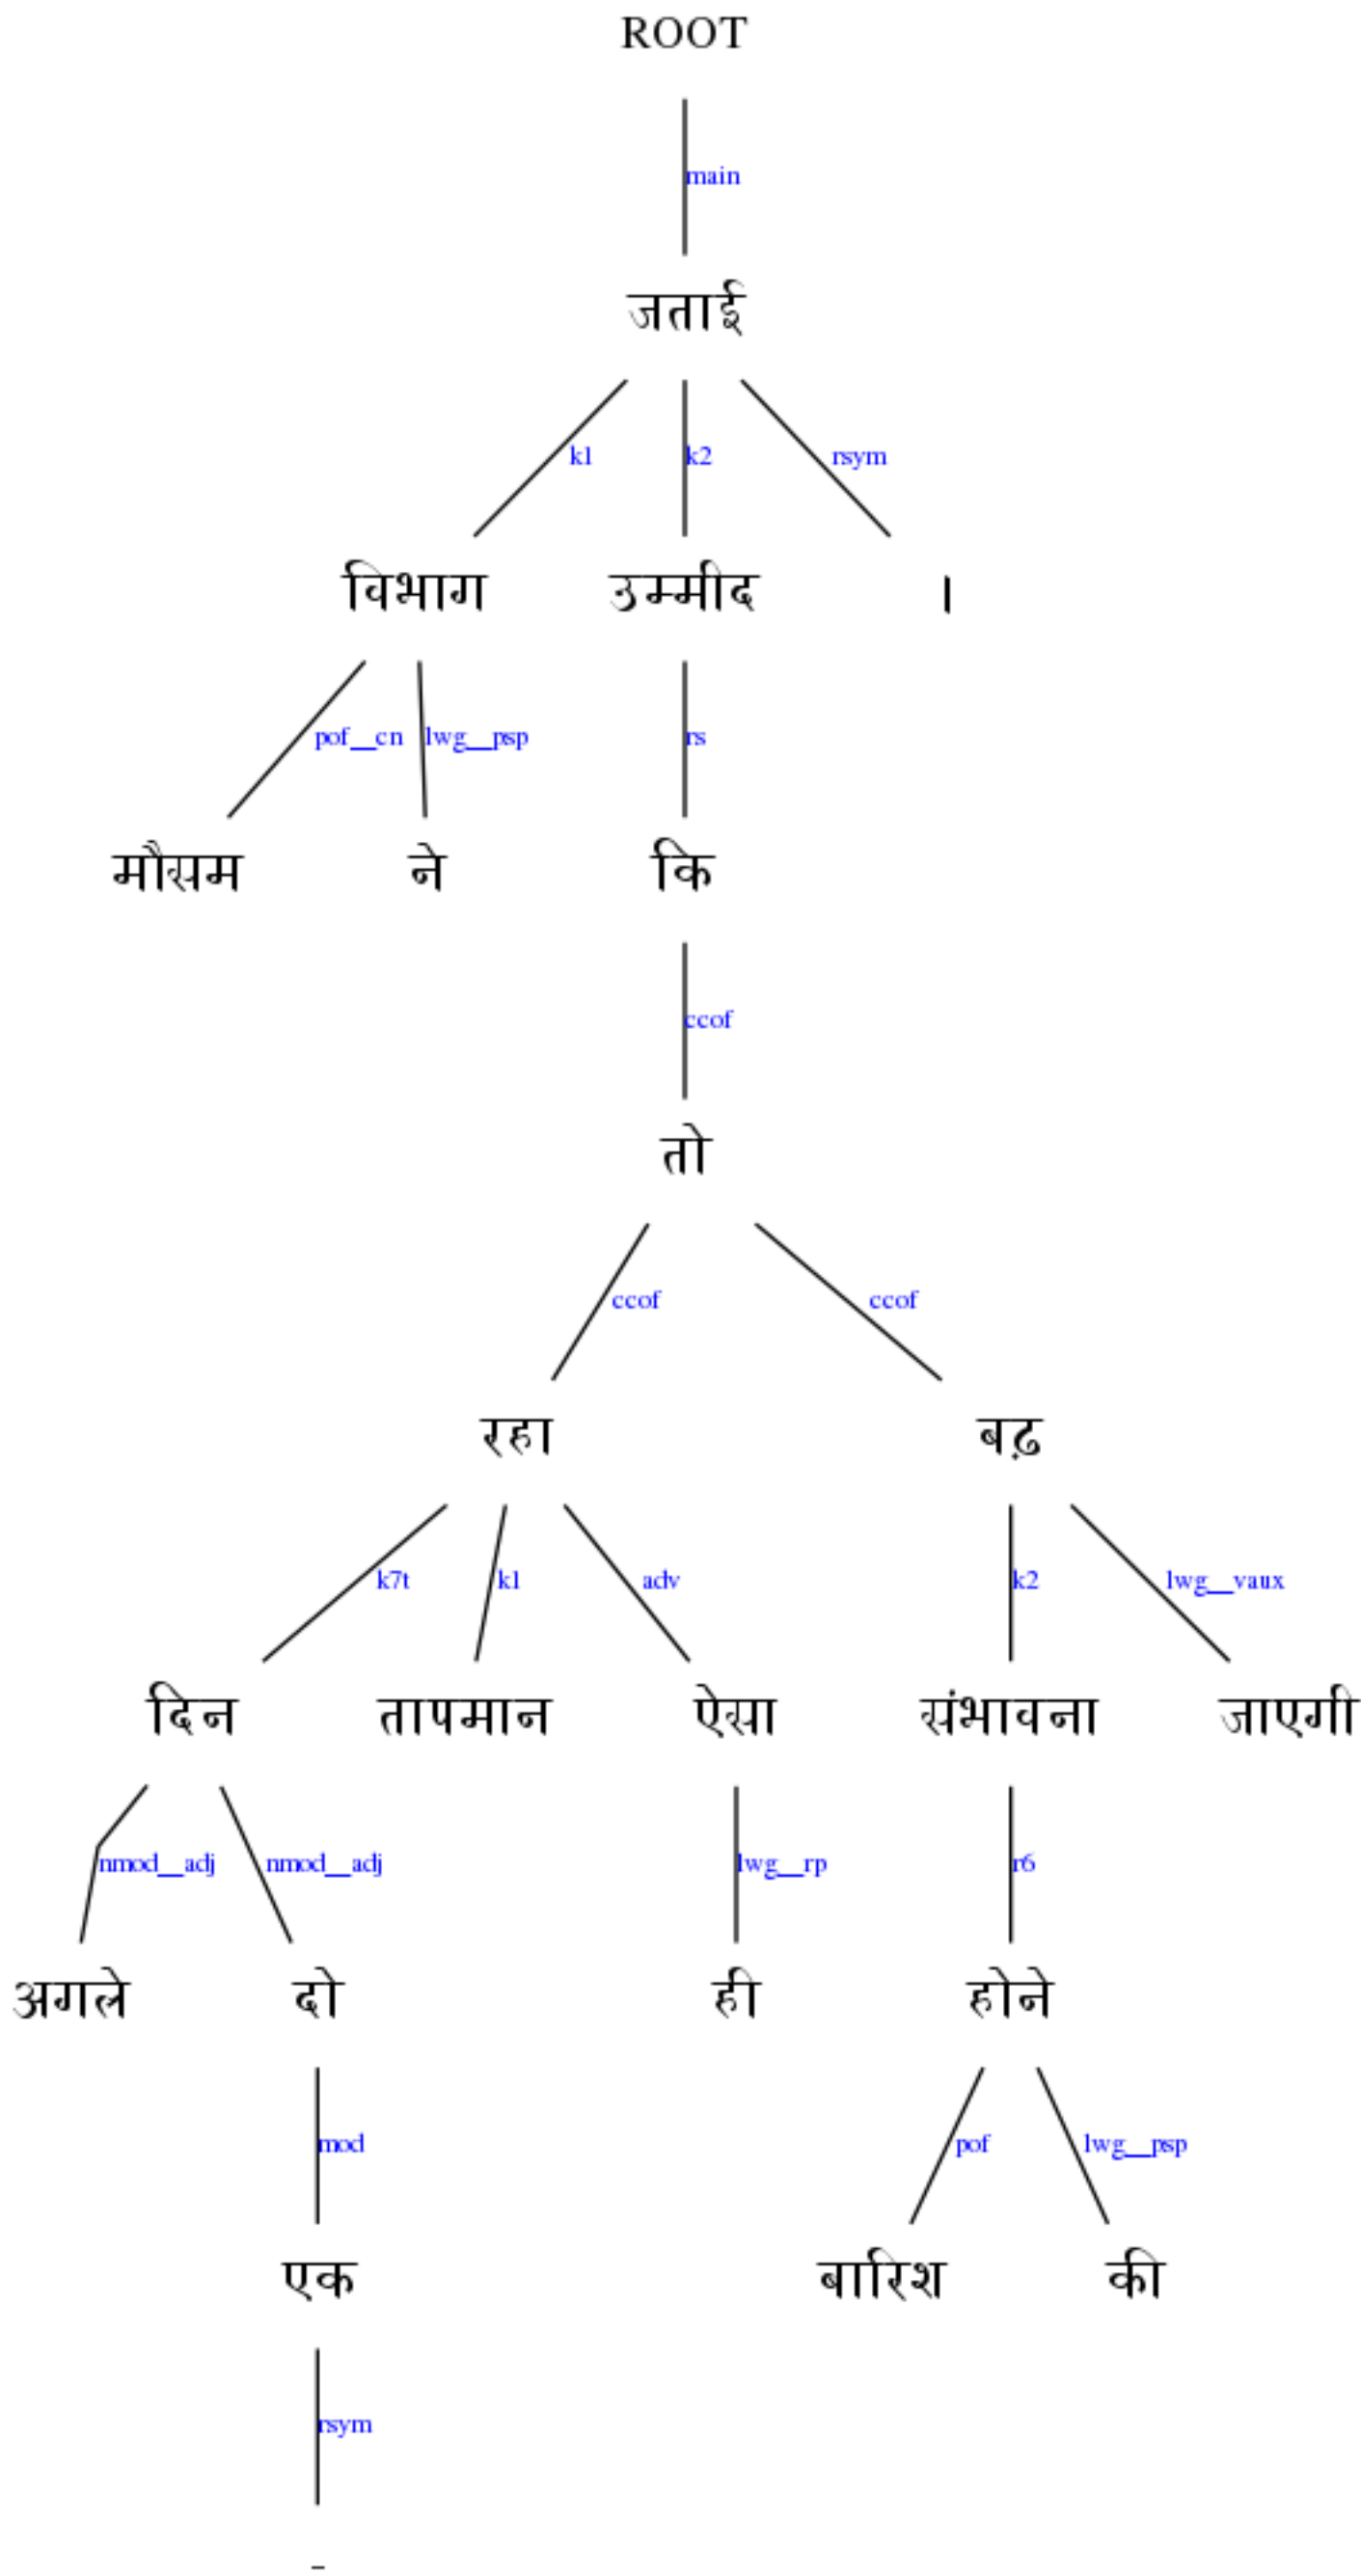 ROOT
main
जताई
k1 k2 rsym
विभाग उम्मीद ।
pof__cn lwg__psp rs
मौसम ने कि
ccof
तो
ccof ccof
रहा बढ़
k7t k1 adv k2 lwg__vaux
दिन तापमान ऐसा संभावना जाएगी
nmod__adj nmod__adj lwg__rp r6
अगले दो ही होने
mod pof lwg__psp
एक बारिश की
rsym
-